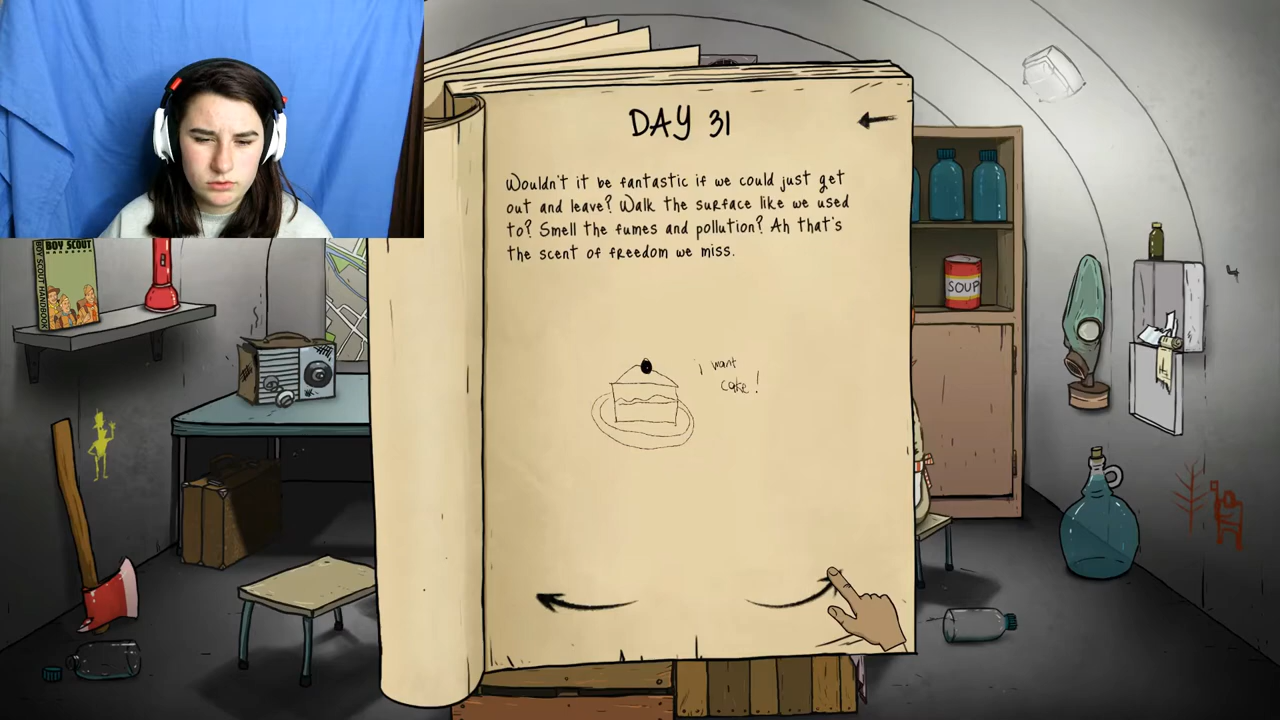 DAY 31
Wouldn't it be fantastic if we could just get
out and leave? Walk the surface like we used
to? Smell the fumes and pollution? Ah that's
the scent of freedom we miss.
i want
cake!
BOY SCOUT
BOY SCOUT HANDBOOK
SOUP